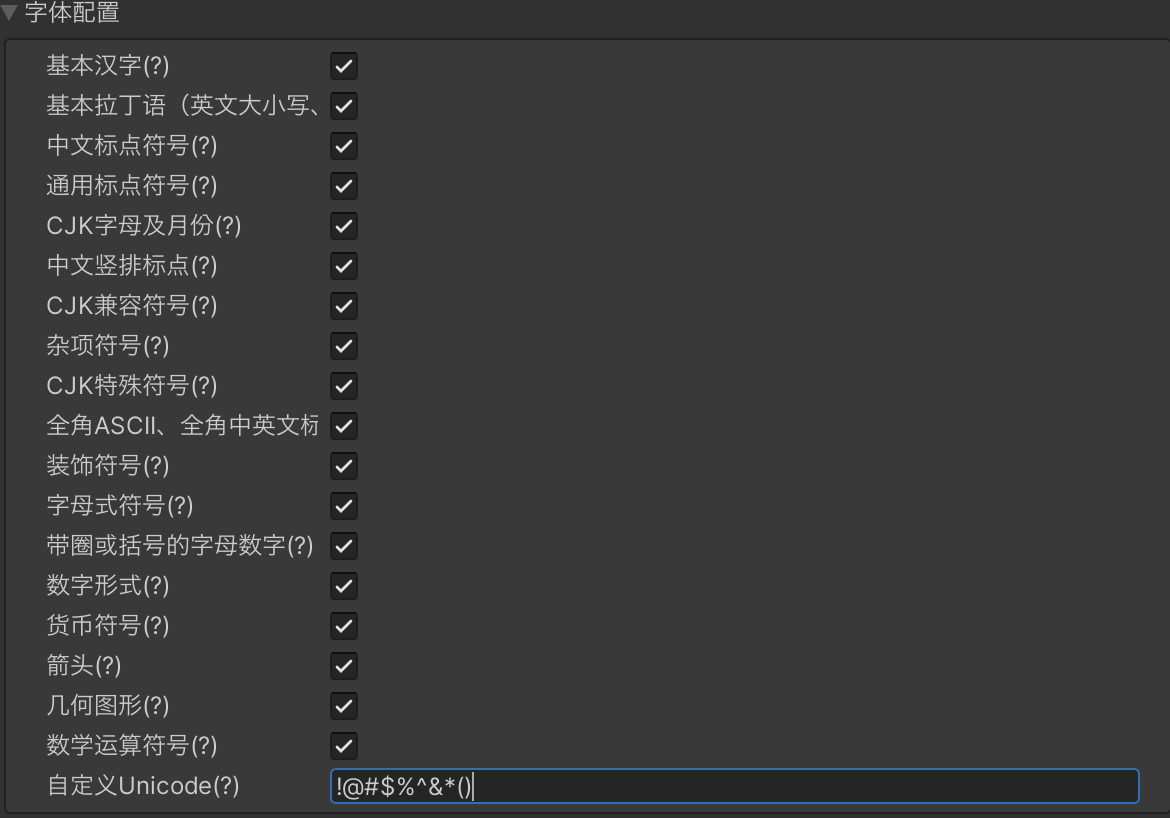 字体配置
基本汉字(?)
基本拉丁语（英文大小写、
中文标点符号(?)
通用标点符号(?)
CJK字母及月份(?)
中文竖排标点(?)
CJK兼容符号(?)
杂项符号(?)
CJK特殊符号(?)
全角ASCII、全角中英文标
装饰符号(?)
字母式符号(?)
带圈或括号的字母数字(?)
数字形式(?)
货币符号(?)
箭头(?)
几何图形(?)
数学运算符号(?)
自定义Unicode(?) !@#$%^&*()